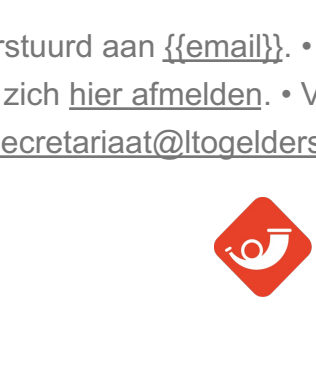 rstuurd aan {{email}}. •
zich hier afmelden. • V
ecretariaat@ltogelders